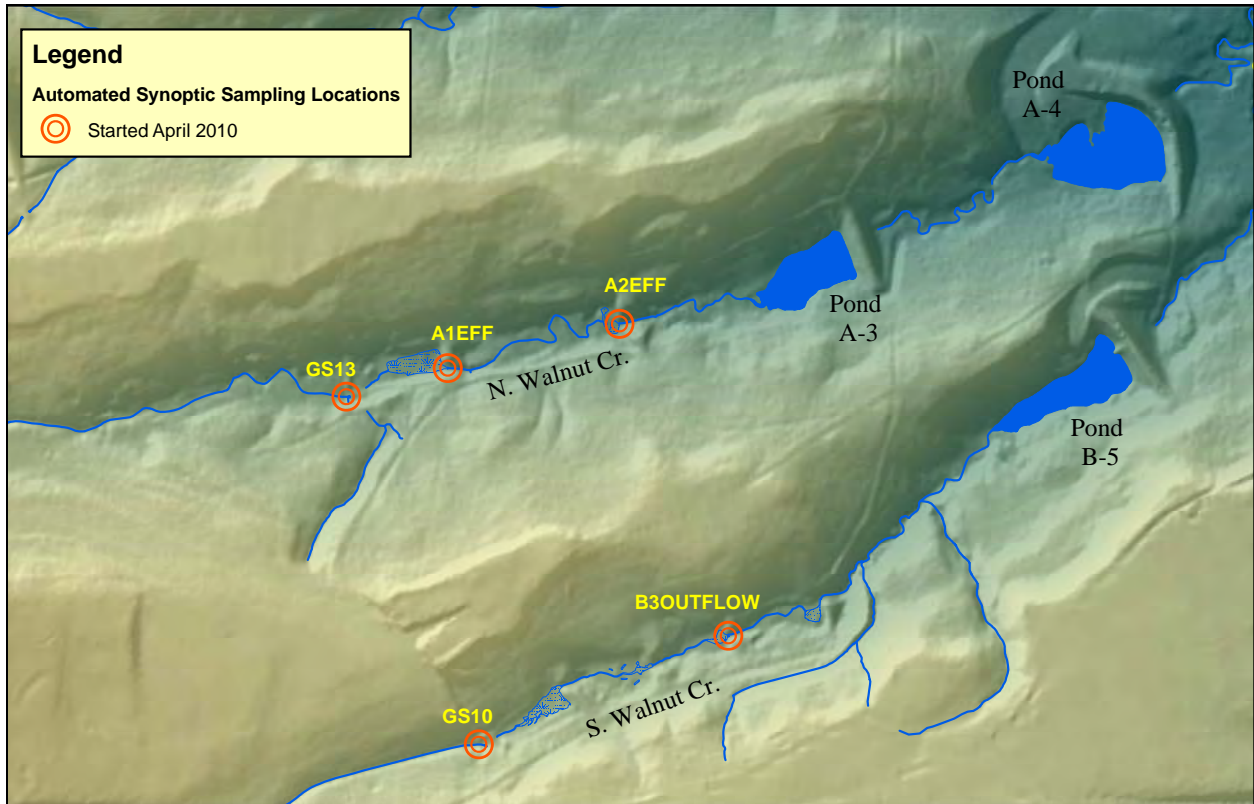 Legend
Automated Synoptic Sampling Locations
Started April 2010
Pond
A-4
A2EFF
A1EFF
Pond
A-3
GS13
N. Walnut Cr.
Pond
B-5
B3OUTFLOW
S. Walnut Cr.
GS10